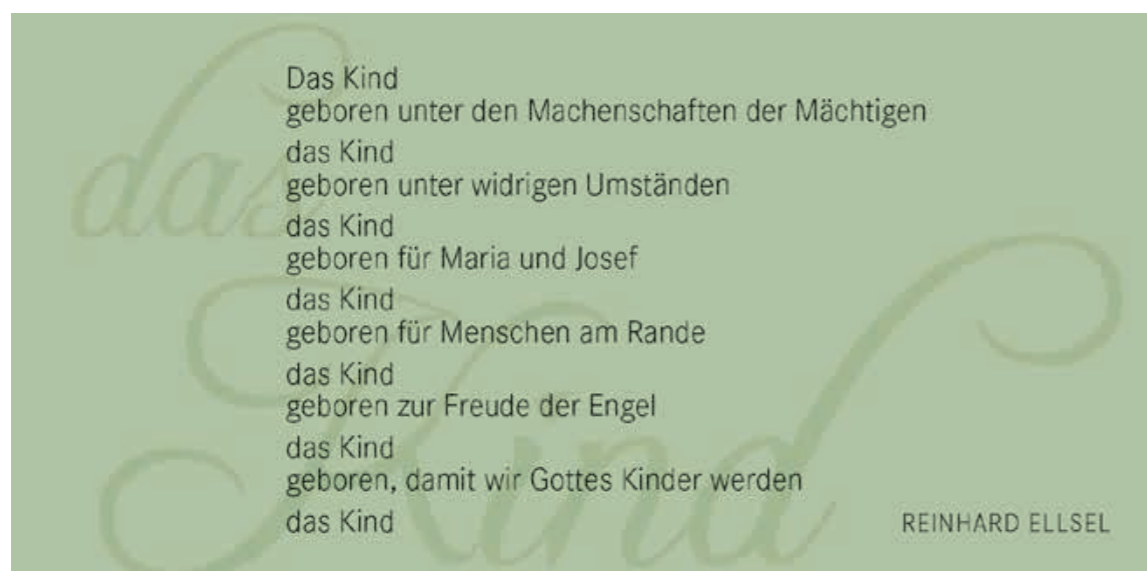 das
Kind
Das Kind
geboren unter den Machenschaften der Mächtigen
das Kind
geboren unter widrigen Umständen
das Kind
geboren für Maria und Josef
das Kind
geboren für Menschen am Rande
das Kind
geboren zur Freude der Engel
das Kind
geboren, damit wir Gottes Kinder werden
das Kind
REINHARD ELLSEL